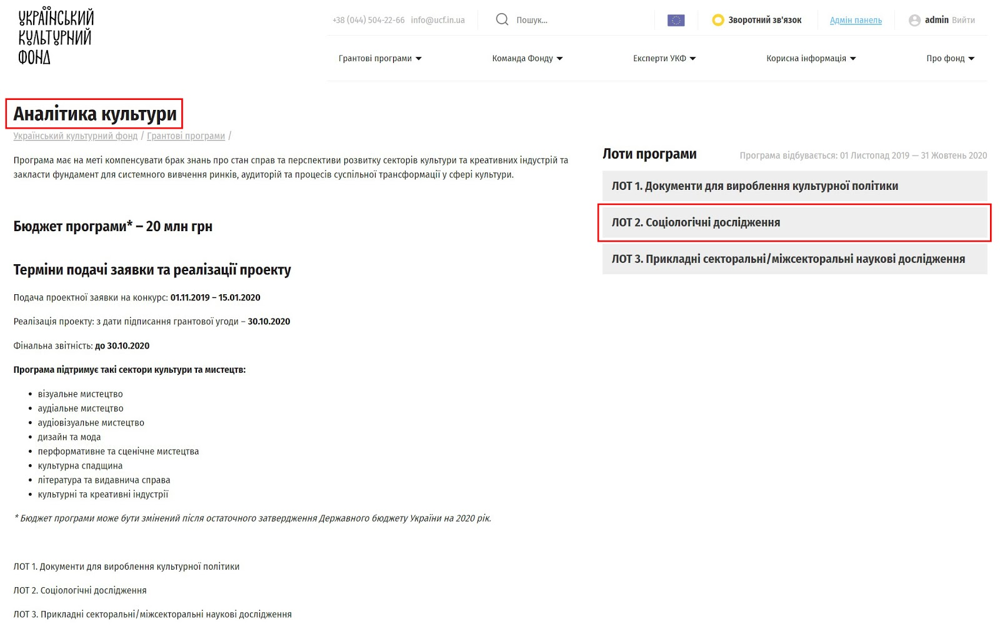 УКРАЇНСЬКИЙ
КУЛЬТУРНИЙ
ФОНД
+38 (044) 504-22-66 info@ucf.in.ua
Пошук...
Зворотний зв'язок
Адмін панель
admin Вийти
Грантові програми
Команда Фонду
Експерти УКФ
Корисна інформація
Про фонд
Аналітика культури
Український культурний фонд / Грантові програми /
Програма має на меті компенсувати брак знань про стан справ та перспективи розвитку секторів культури та креативних індустрій та
закласти фундамент для системного вивчення ринків, аудиторій та процесів суспільної трансформації у сфері культури.
Бюджет програми* – 20 млн грн
Терміни подачі заявки та реалізації проекту
Подача проектної заявки на конкурс: 01.11.2019 – 15.01.2020
Реалізація проекту: з дати підписання грантової угоди – 30.10.2020
Фінальна звітність: до 30.10.2020
Програма підтримує такі сектори культури та мистецтв:
• візуальне мистецтво
• аудіальне мистецтво
• аудіовізуальне мистецтво
• дизайн та мода
• перформативне та сценічне мистецтва
• культурна спадщина
• література та видавнича справа
• культурні та креативні індустрії
* Бюджет програми може бути змінений після остаточного затвердження Державного бюджету України на 2020 рік.
ЛОТ 1. Документи для вироблення культурної політики
ЛОТ 2. Соціологічні дослідження
ЛОТ 3. Прикладні секторальні/міжсекторальні наукові дослідження
Лоти програми
Програма відбувається: 01 Листопад 2019 — 31 Жовтень 2020
ЛОТ 1. Документи для вироблення культурної політики
ЛОТ 2. Соціологічні дослідження
ЛОТ 3. Прикладні секторальні/міжсекторальні наукові дослідження